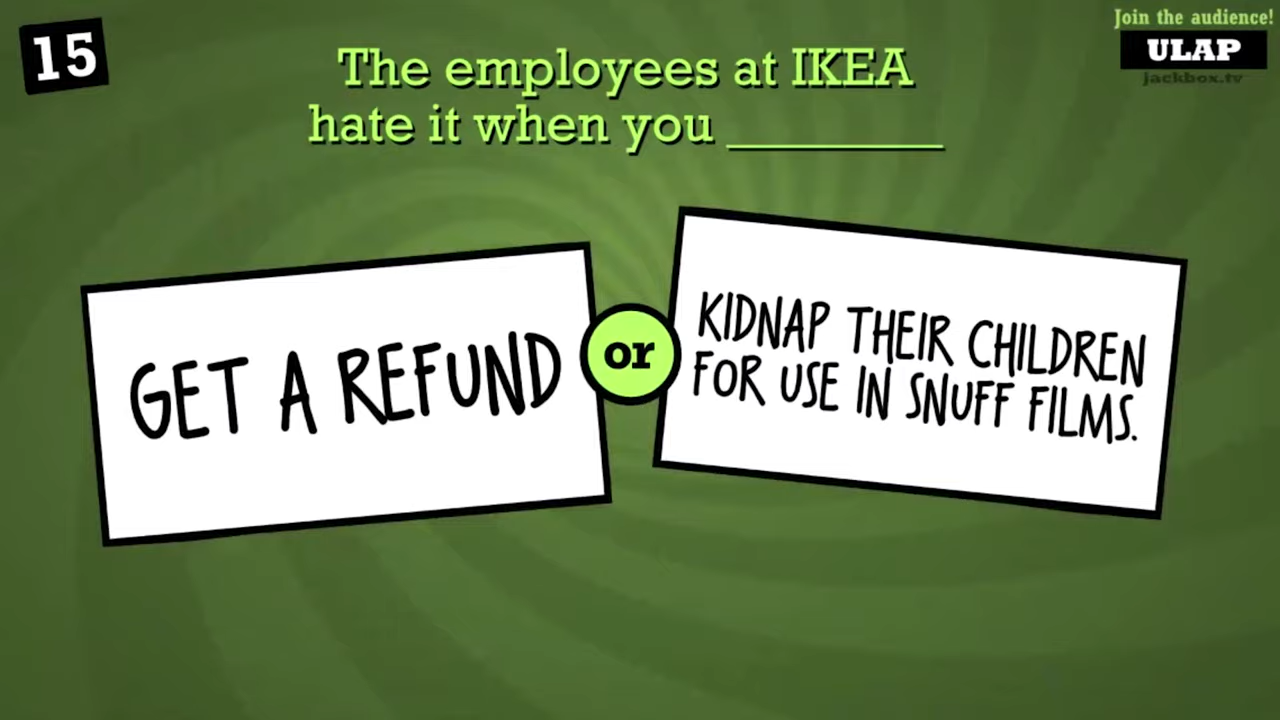 15
Join the audience!
ULAP
jackbox.tv
The employees at IKEA
hate it when you ________
GET A REFUND
or
KIDNAP THEIR CHILDREN
FOR USE IN SNUFF FILMS.